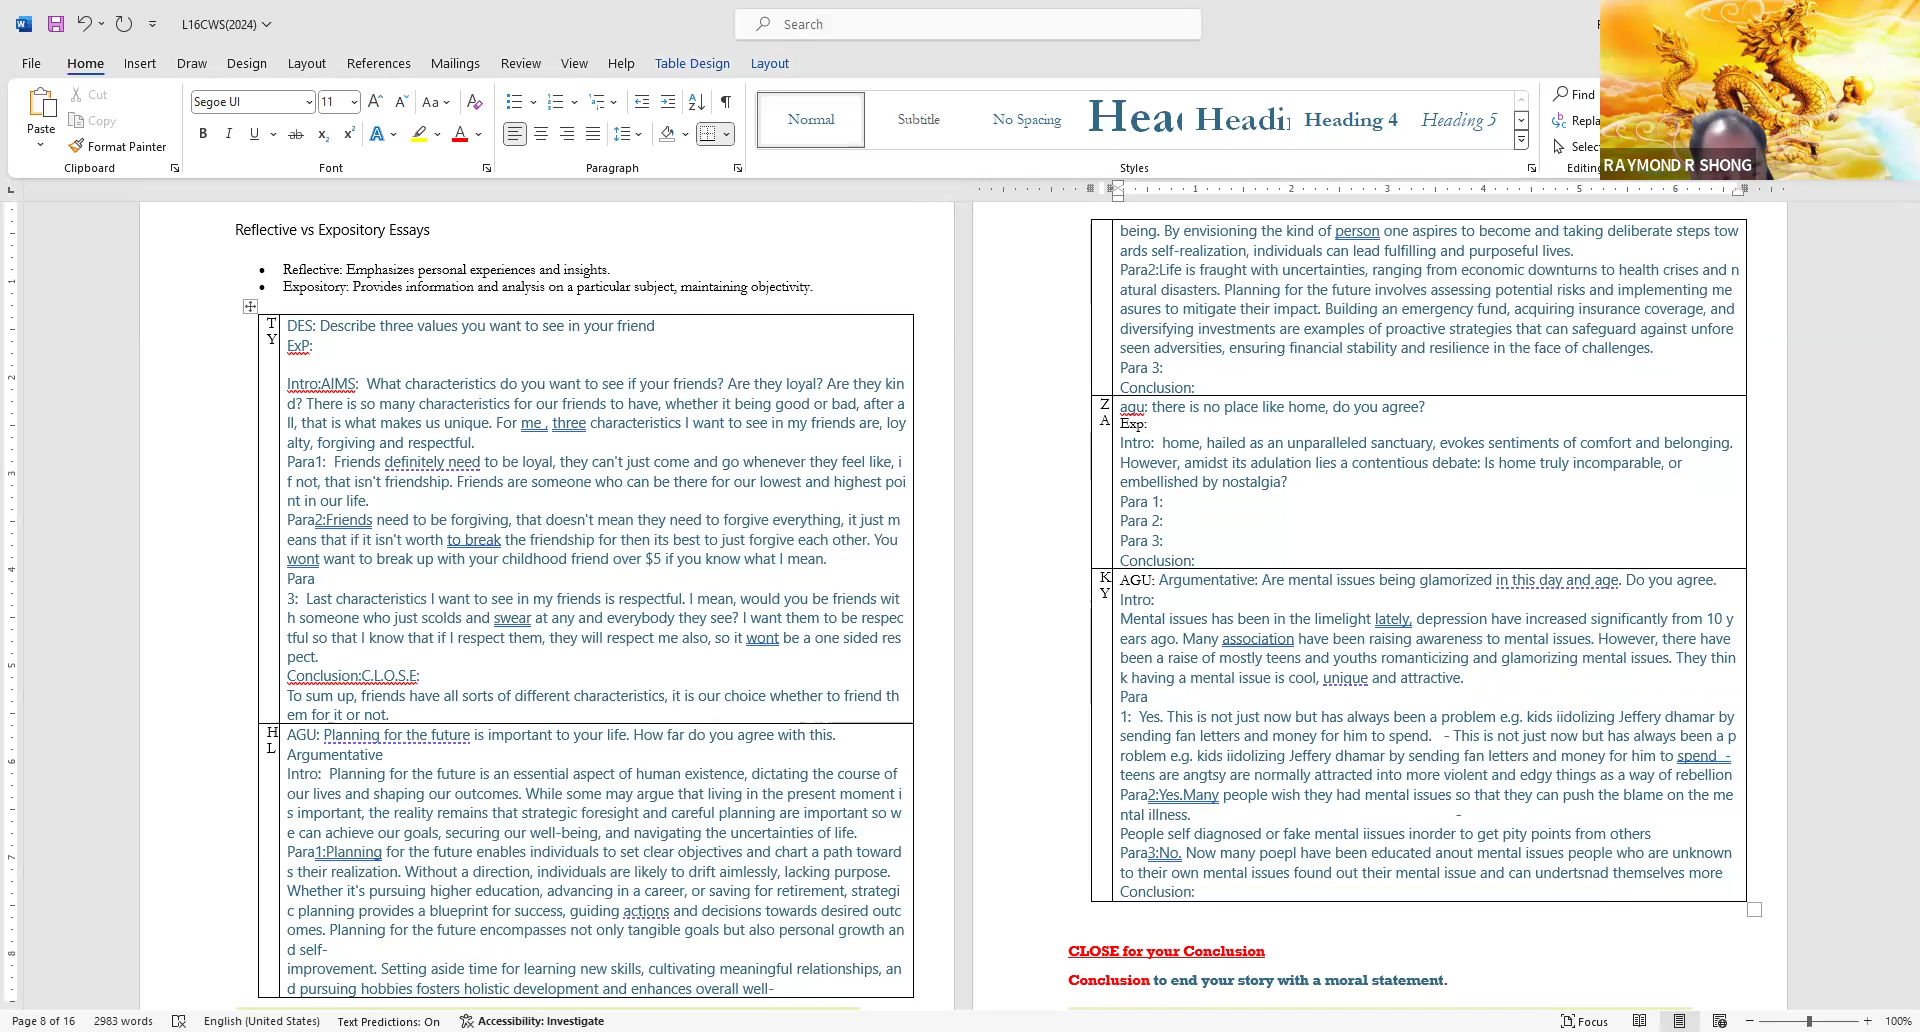 L16CWS(2024)
Search
File Home Insert Draw Design Layout References Mailings Review View Help Table Design Layout
Paste
Cut
Copy
Format Painter
Clipboard
Segoe UI 11
Font
Paragraph
Normal Subtitle No Spacing Heading 4 Heading 5
Styles
Find
Editing
RAYMOND R SHONG
Reflective vs Expository Essays
• Reflective: Emphasizes personal experiences and insights.
• Expository: Provides information and analysis on a particular subject, maintaining objectivity.
T
Y
DES: Describe three values you want to see in your friend
ExP:
Intro:AIMS: What characteristics do you want to see if your friends? Are they loyal? Are they kin
d? There is so many characteristics for our friends to have, whether it being good or bad, after a
ll, that is what makes us unique. For me , three characteristics I want to see in my friends are, loy
alty, forgiving and respectful.
Para1: Friends definitely need to be loyal, they can't just come and go whenever they feel like, i
f not, that isn't friendship. Friends are someone who can be there for our lowest and highest poi
nt in our life.
Para2:Friends need to be forgiving, that doesn't mean they need to forgive everything, it just m
eans that if it isn't worth to break the friendship for then its best to just forgive each other. You
wont want to break up with your childhood friend over $5 if you know what I mean.
Para
3: Last characteristics I want to see in my friends is respectful. I mean, would you be friends wit
h someone who just scolds and swear at any and everybody they see? I want them to be respec
tful so that I know that if I respect them, they will respect me also, so it wont be a one sided res
pect.
Conclusion:C.L.O.S.E:
To sum up, friends have all sorts of different characteristics, it is our choice whether to friend th
em for it or not.
H
L
AGU: Planning for the future is important to your life. How far do you agree with this.
Argumentative
Intro: Planning for the future is an essential aspect of human existence, dictating the course of
our lives and shaping our outcomes. While some may argue that living in the present moment i
s important, the reality remains that strategic foresight and careful planning are important so w
e can achieve our goals, securing our well-being, and navigating the uncertainties of life.
Para1:Planning for the future enables individuals to set clear objectives and chart a path toward
s their realization. Without a direction, individuals are likely to drift aimlessly, lacking purpose.
Whether it's pursuing higher education, advancing in a career, or saving for retirement, strategi
c planning provides a blueprint for success, guiding actions and decisions towards desired outc
omes. Planning for the future encompasses not only tangible goals but also personal growth an
d self-
improvement. Setting aside time for learning new skills, cultivating meaningful relationships, an
d pursuing hobbies fosters holistic development and enhances overall well-
being. By envisioning the kind of person one aspires to become and taking deliberate steps tow
ards self-realization, individuals can lead fulfilling and purposeful lives.
Para2:Life is fraught with uncertainties, ranging from economic downturns to health crises and n
atural disasters. Planning for the future involves assessing potential risks and implementing me
asures to mitigate their impact. Building an emergency fund, acquiring insurance coverage, and
diversifying investments are examples of proactive strategies that can safeguard against unfore
seen adversities, ensuring financial stability and resilience in the face of challenges.
Para 3:
Conclusion:
Z
A
agu: there is no place like home, do you agree?
Exp:
Intro: home, hailed as an unparalleled sanctuary, evokes sentiments of comfort and belonging.
However, amidst its adulation lies a contentious debate: Is home truly incomparable, or
embellished by nostalgia?
Para 1:
Para 2:
Para 3:
Conclusion:
K
Y
AGU: Argumentative: Are mental issues being glamorized in this day and age. Do you agree.
Intro:
Mental issues has been in the limelight lately, depression have increased significantly from 10 y
ears ago. Many association have been raising awareness to mental issues. However, there have
been a raise of mostly teens and youths romanticizing and glamorizing mental issues. They thin
k having a mental issue is cool, unique and attractive.
Para
1: Yes. This is not just now but has always been a problem e.g. kids iidolizing Jeffery dhamar by
sending fan letters and money for him to spend. - This is not just now but has always been a p
roblem e.g. kids iidolizing Jeffery dhamar by sending fan letters and money for him to spend -
teens are angtsy are normally attracted into more violent and edgy things as a way of rebellion
Para2:Yes.Many people wish they had mental issues so that they can push the blame on the me
ntal illness. -
People self diagnosed or fake mental iissues inorder to get pity points from others
Para3:No. Now many poepl have been educated anout mental issues people who are unknown
to their own mental issues found out their mental issue and can undertsnad themselves more
Conclusion:
CLOSE for your Conclusion
Conclusion to end your story with a moral statement.
Page 8 of 16 2983 words English (United States) Text Predictions: On Accessibility: Investigate Focus 100%